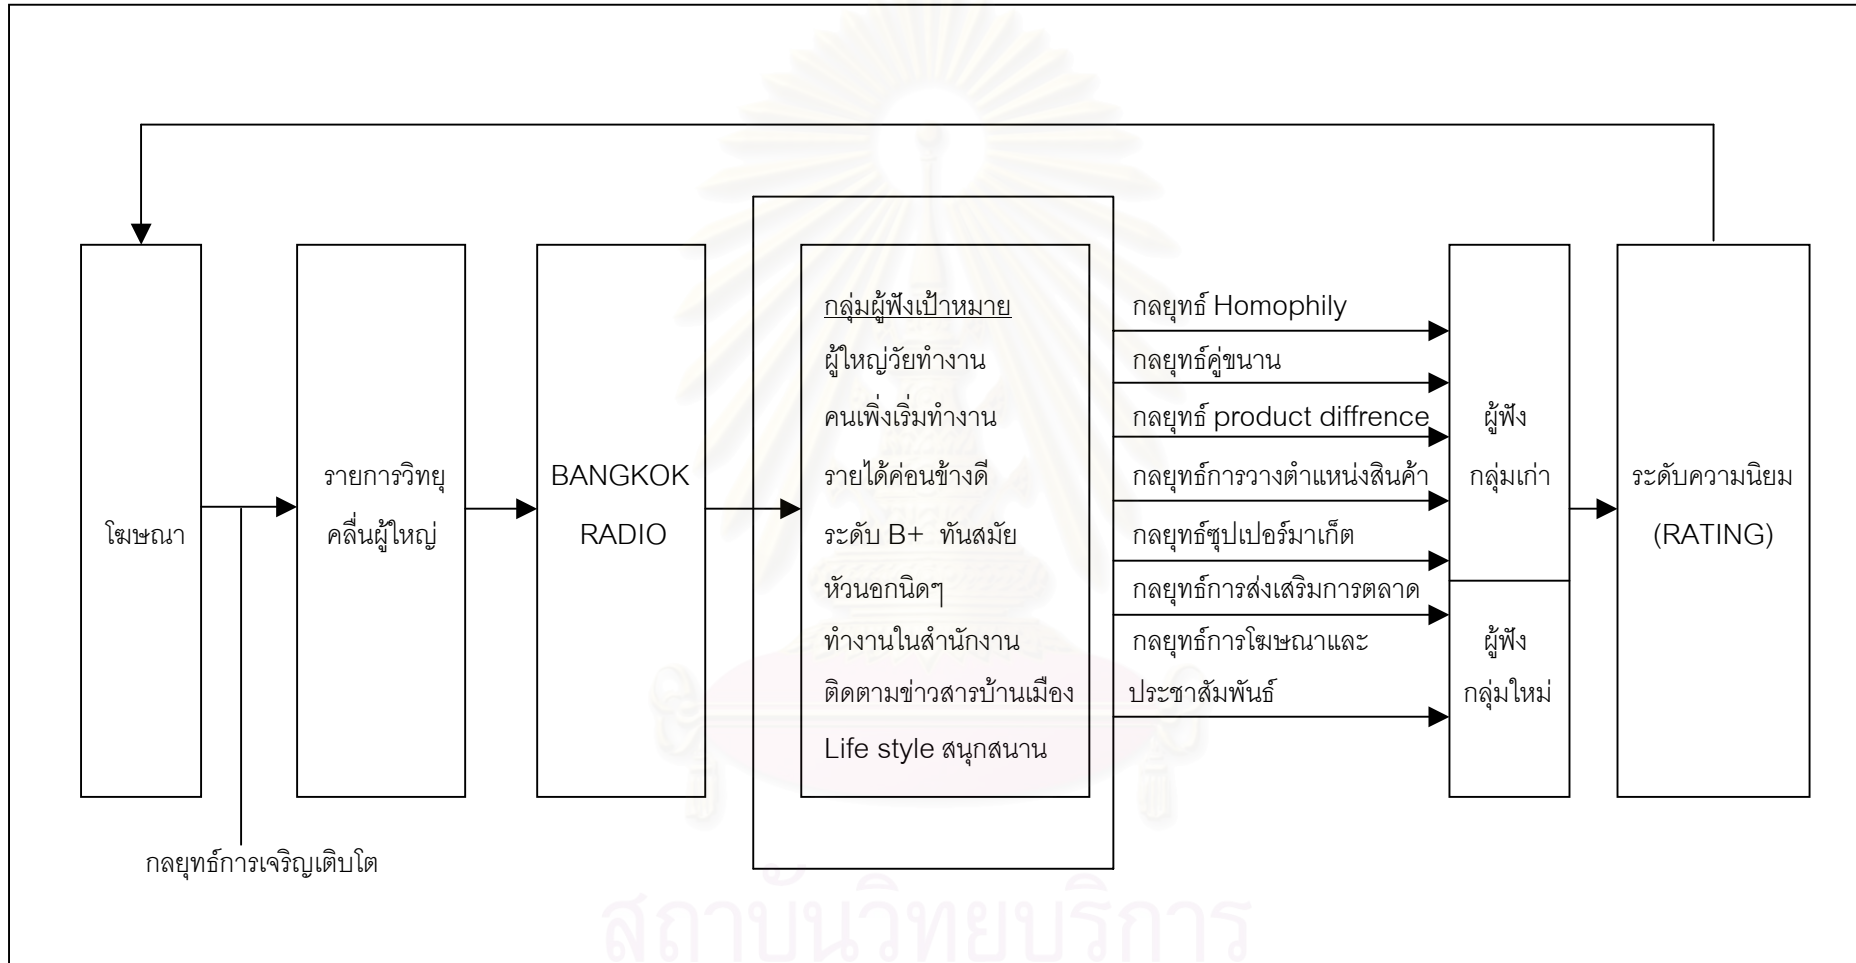 โฆษณา
รายการวิทยุ
คลื่นผู้ใหญ่
BANGKOK
RADIO
กลุ่มผู้ฟังเป้าหมาย
ผู้ใหญ่วัยทำงาน
คนเพิ่งเริ่มทำงาน
รายได้ค่อนข้างดี
ระดับ B+ ทันสมัย
หัวนอกนิดๆ
ทำงานในสำนักงาน
ติดตามข่าวสารบ้านเมือง
Life style สนุกสนาน
กลยุทธ์ Homophily
กลยุทธ์คู่ขนาน
กลยุทธ์ product diffrence
กลยุทธ์การวางตำแหน่งสินค้า
กลยุทธ์ซุปเปอร์มาเก็ต
กลยุทธ์การส่งเสริมการตลาด
กลยุทธ์การโฆษณาและ
ประชาสัมพันธ์
ผู้ฟัง
กลุ่มเก่า
ผู้ฟัง
กลุ่มใหม่
ระดับความนิยม
(RATING)
กลยุทธ์การเจริญเติบโต
สถาบันวิทยบริการ